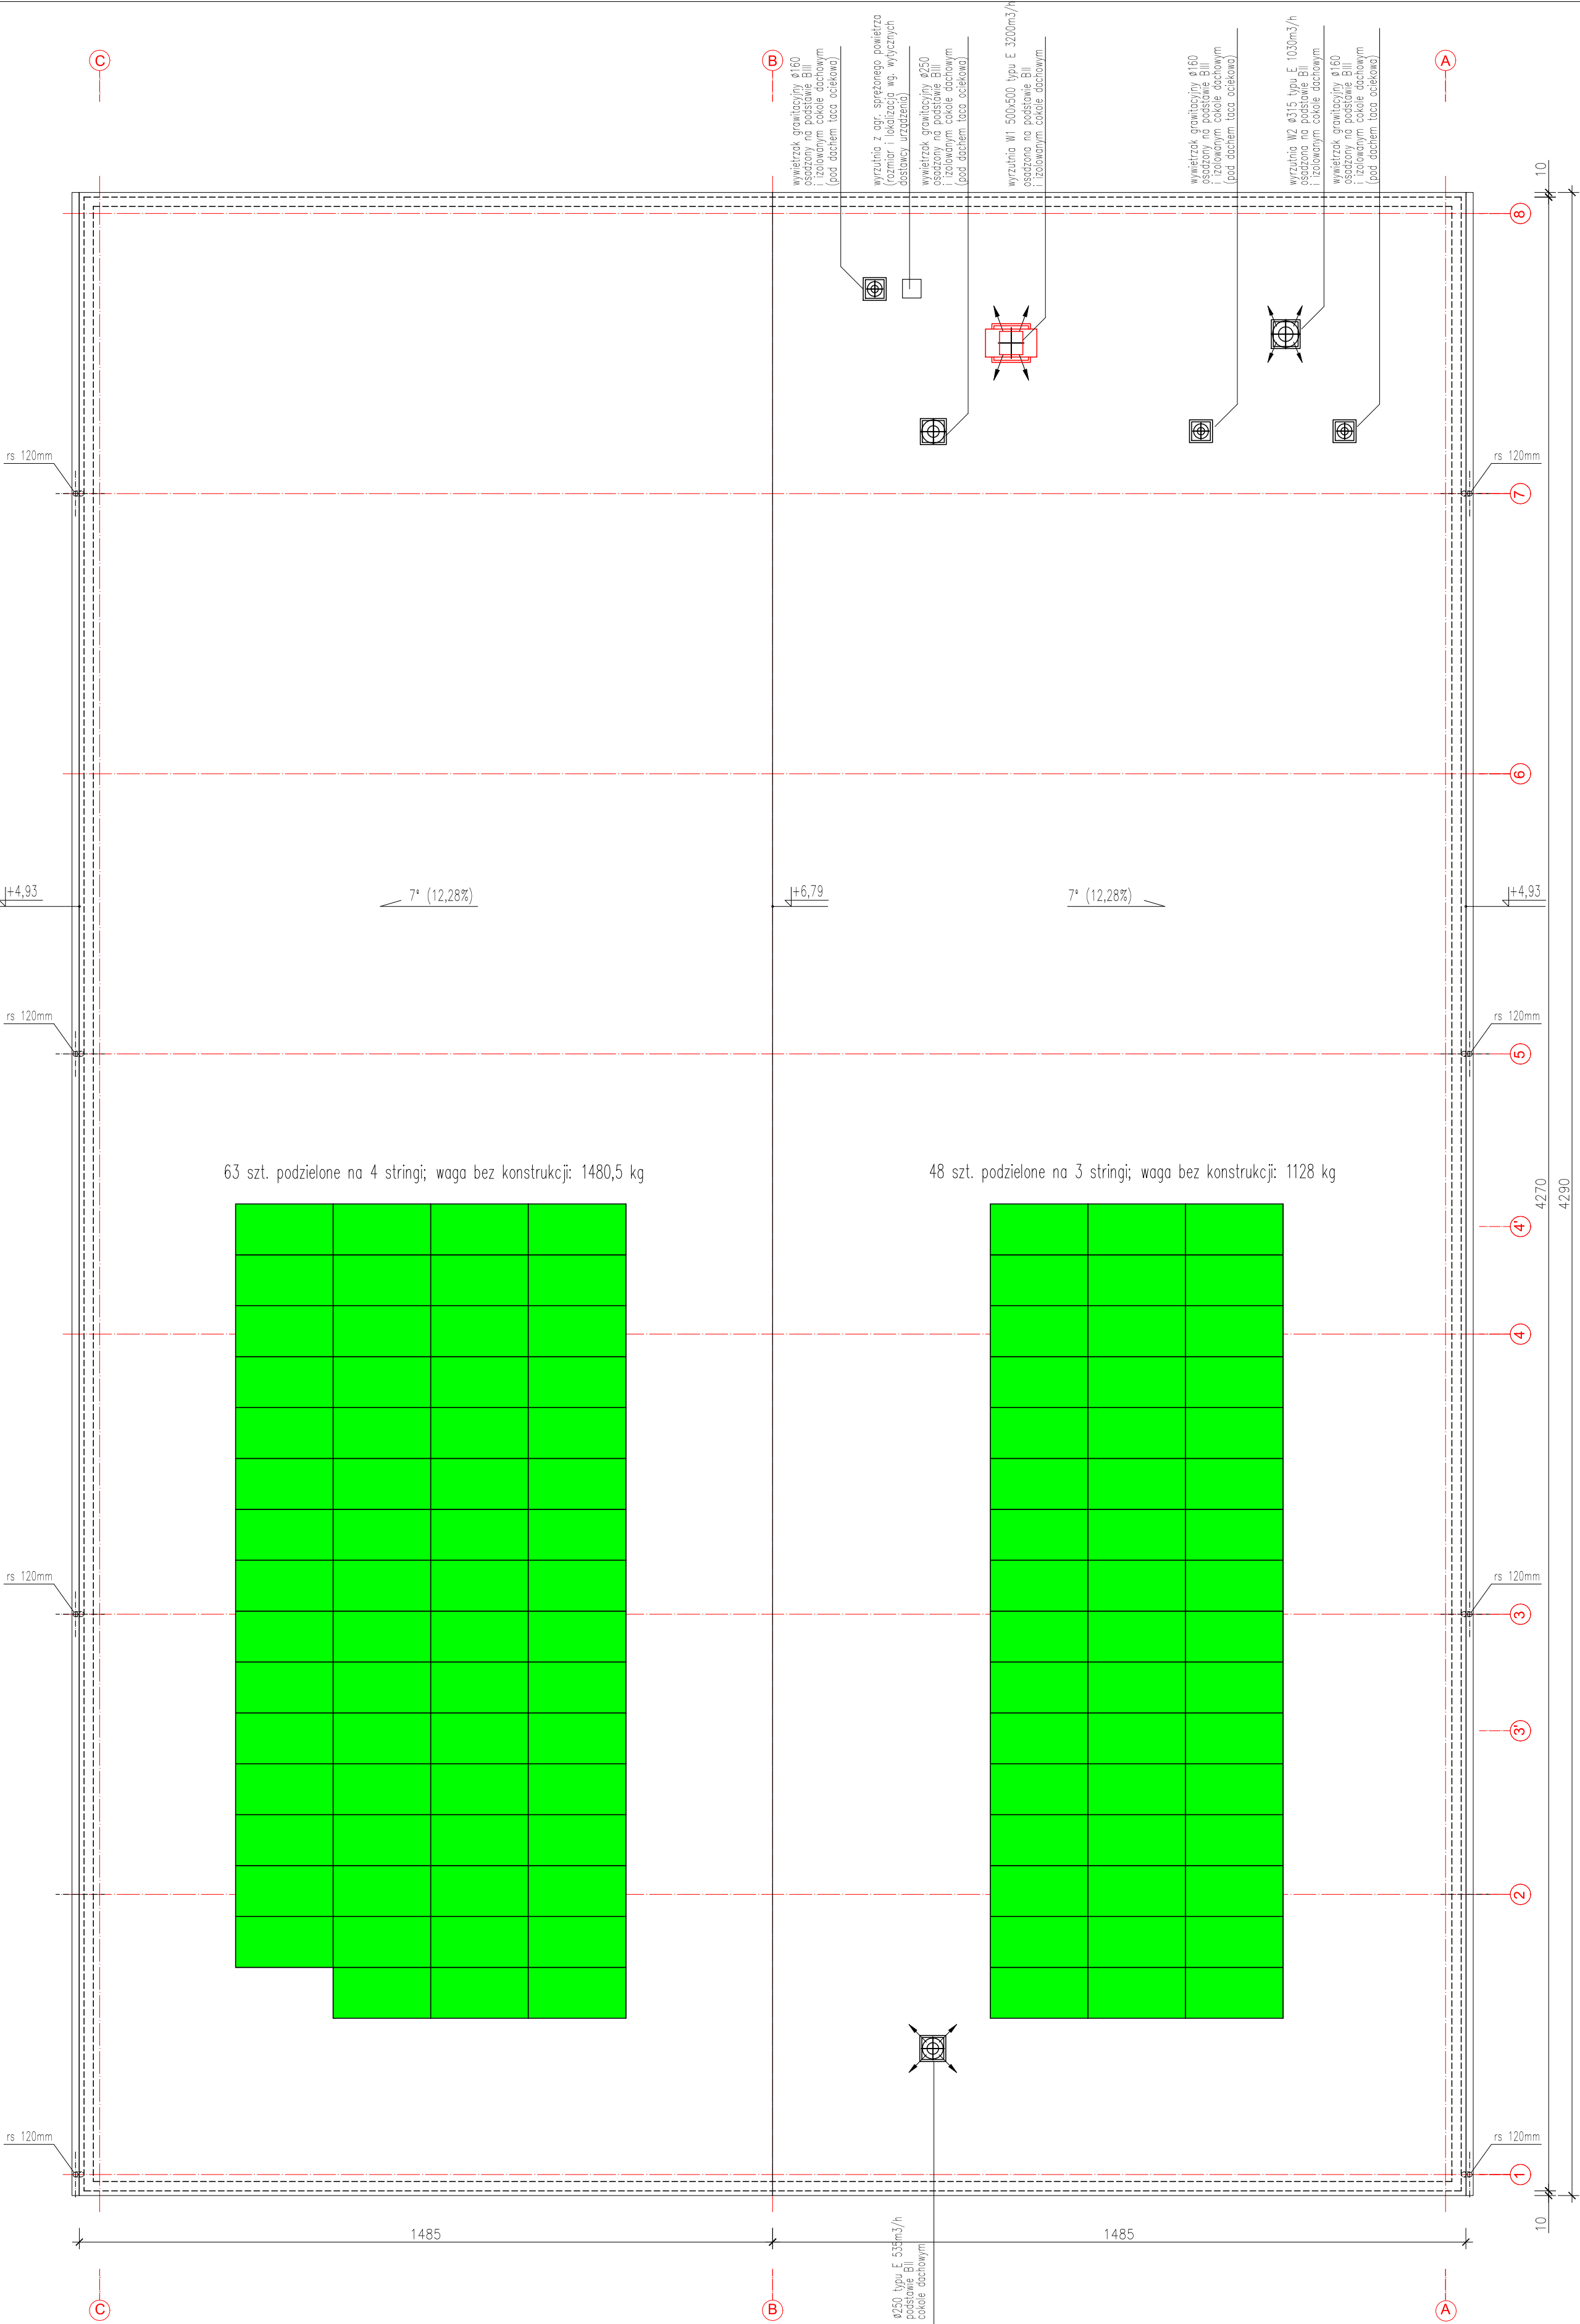 C
B
A
wywietrzak grawitacyjny ø160
osadzony na podstawie BIII
i izolowanym cokole dachowym
(pod dachem taca ociekowa)
wyrzutnia z agr. sprężonego powietrza
(rozmiar i lokalizacja wg. wytycznych
dostawcy urządzenia)
wywietrzak grawitacyjny ø250
osadzony na podstawie BIII
i izolowanym cokole dachowym
(pod dachem taca ociekowa)
wyrzutnia W1 500x500 typu E 3200m3/h
osadzona na podstawie BII
i izolowanym cokole dachowym
wywietrzak grawitacyjny ø160
osadzony na podstawie BIII
i izolowanym cokole dachowym
(pod dachem taca ociekowa)
wyrzutnia W2 ø315 typu E 1030m3/h
osadzona na podstawie BII
i izolowanym cokole dachowym
wywietrzak grawitacyjny ø160
osadzony na podstawie BIII
i izolowanym cokole dachowym
(pod dachem taca ociekowa)
10
8
rs 120mm
rs 120mm
7
6
+4,93
7° (12,28%)
+6,79
7° (12,28%)
+4,93
rs 120mm
rs 120mm
5
63 szt. podzielone na 4 stringi; waga bez konstrukcji: 1480,5 kg
48 szt. podzielone na 3 stringi; waga bez konstrukcji: 1128 kg
4270
4290
4'
4
rs 120mm
rs 120mm
3
3'
2
rs 120mm
rs 120mm
1
10
1485
1485
ø250 typu E 535m3/h
podstawie BII
cokole dachowym
C
B
A